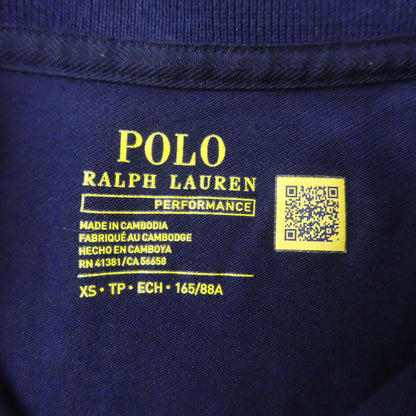 POLO
RALPH LAUREN
PERFORMANCE
MADE IN CAMBODIA
FABRIQUÉ AU CAMBODGE
HECHO EN CAMBOYA
RN 41381/CA 56658
XS • TP • ECH • 165/88A